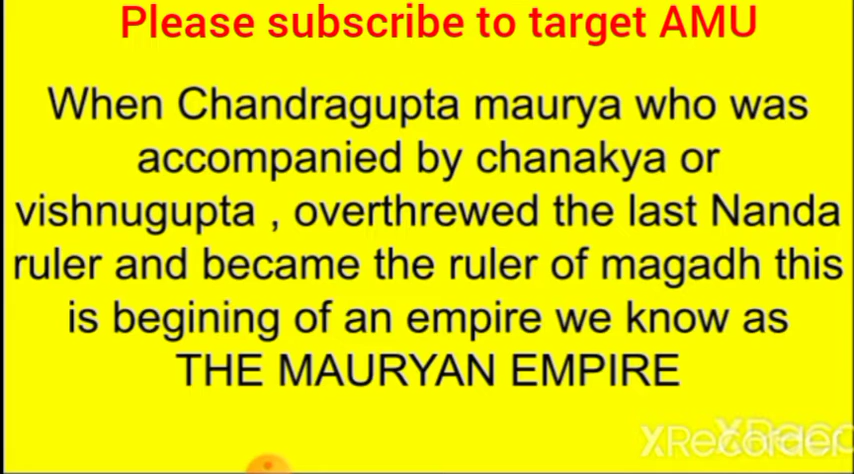 Please subscribe to target AMU
When Chandragupta maurya who was
accompanied by chanakya or
vishnugupta , overthrewed the last Nanda
ruler and became the ruler of magadh this
is begining of an empire we know as
THE MAURYAN EMPIRE
XRecorder